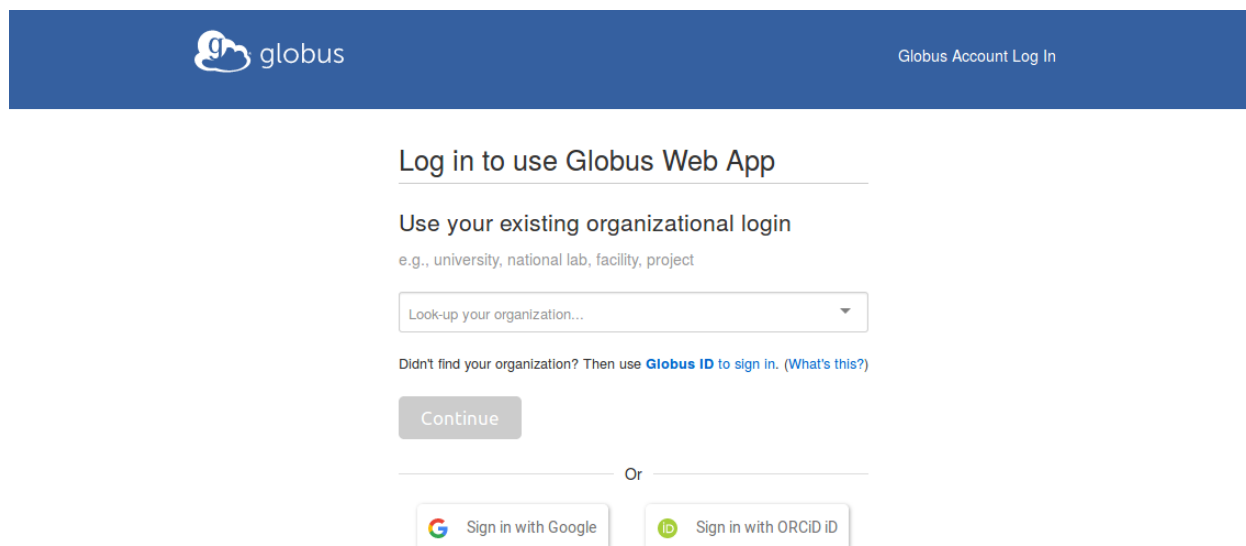 globus
Globus Account Log In
Log in to use Globus Web App
Use your existing organizational login
e.g., university, national lab, facility, project
Look-up your organization...
Didn't find your organization? Then use Globus ID to sign in. (What's this?)
Continue
Or
Sign in with Google
iD Sign in with ORCiD iD